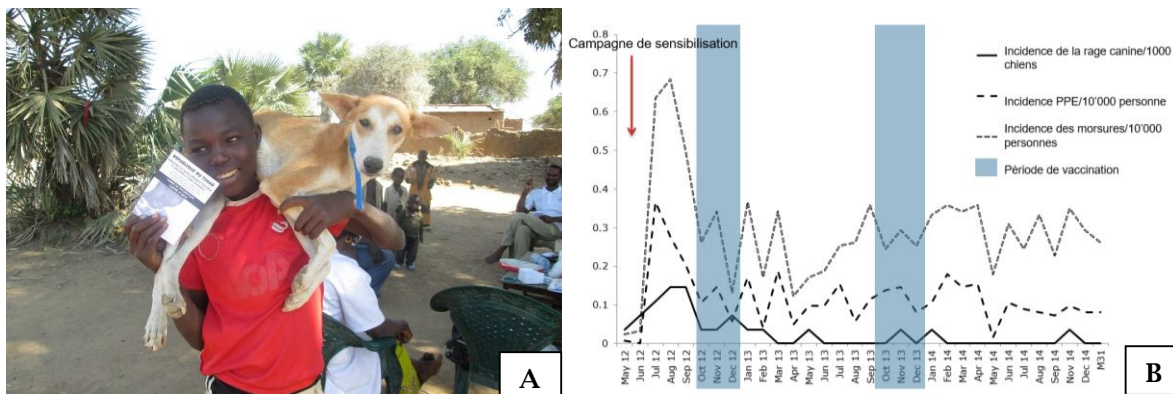 REPUBLIQUE DU TCHAD
A
Campagne de sensibilisation
0.8
0.7
0.6
0.5
0.4
0.3
0.2
0.1
0
May 12
Jun 12
Jul 12
Aug 12
Sep 12
Oct 12
Nov 12
Dec 12
Jan 13
Feb 13
Mar 13
Apr 13
May 13
Jun 13
Jul 13
Aug 13
Sep 13
Oct 13
Nov 13
Dec 13
Jan 14
Feb 14
Mar 14
Apr 14
May 14
Jun 14
Jul 14
Aug 14
Sep 14
Oct 14
Nov 14
Dec 14
M31
Incidence de la rage canine/1000
chiens
Incidence PPE/10'000 personne
Incidence des morsures/10'000
personnes
Période de vaccination
B